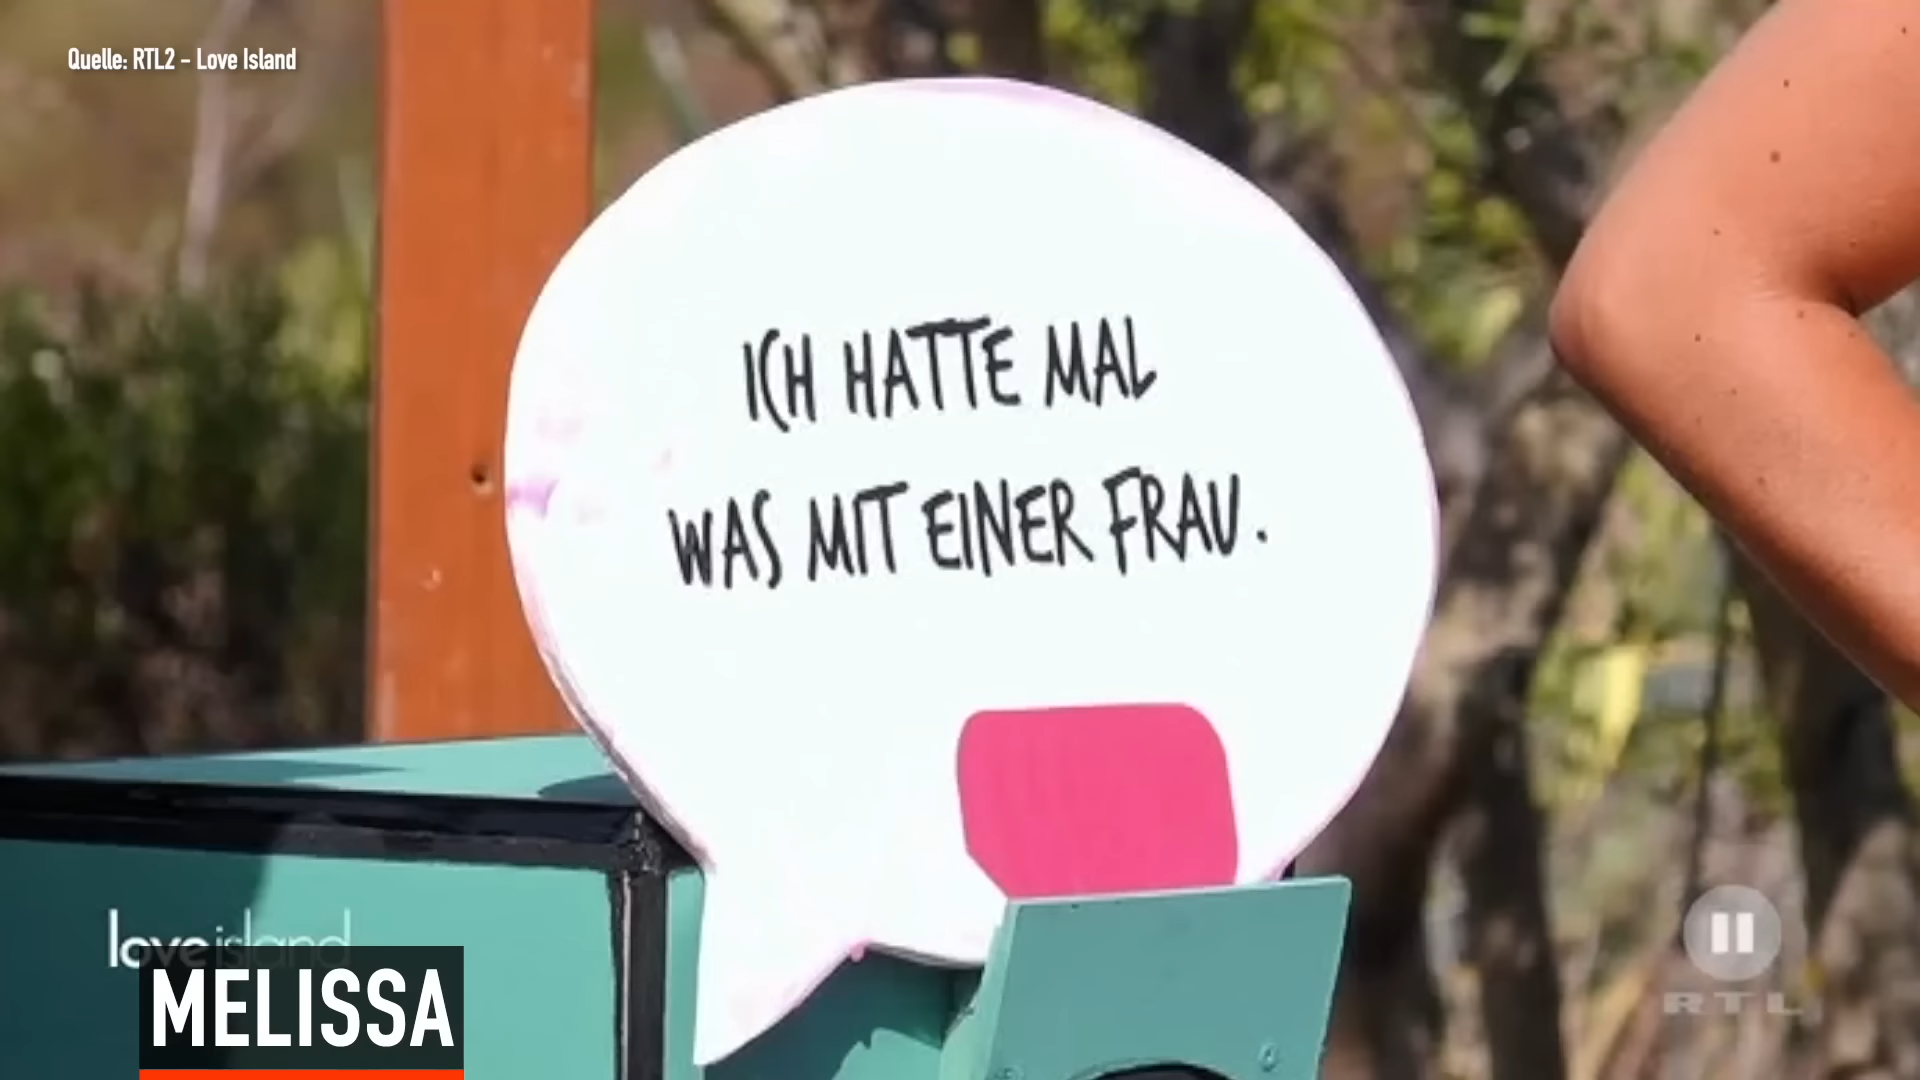 Quelle: RTL2 – Love Island
ICH HATTE MAL
WAS MIT EINER FRAU.
love island
MELISSA
RTL